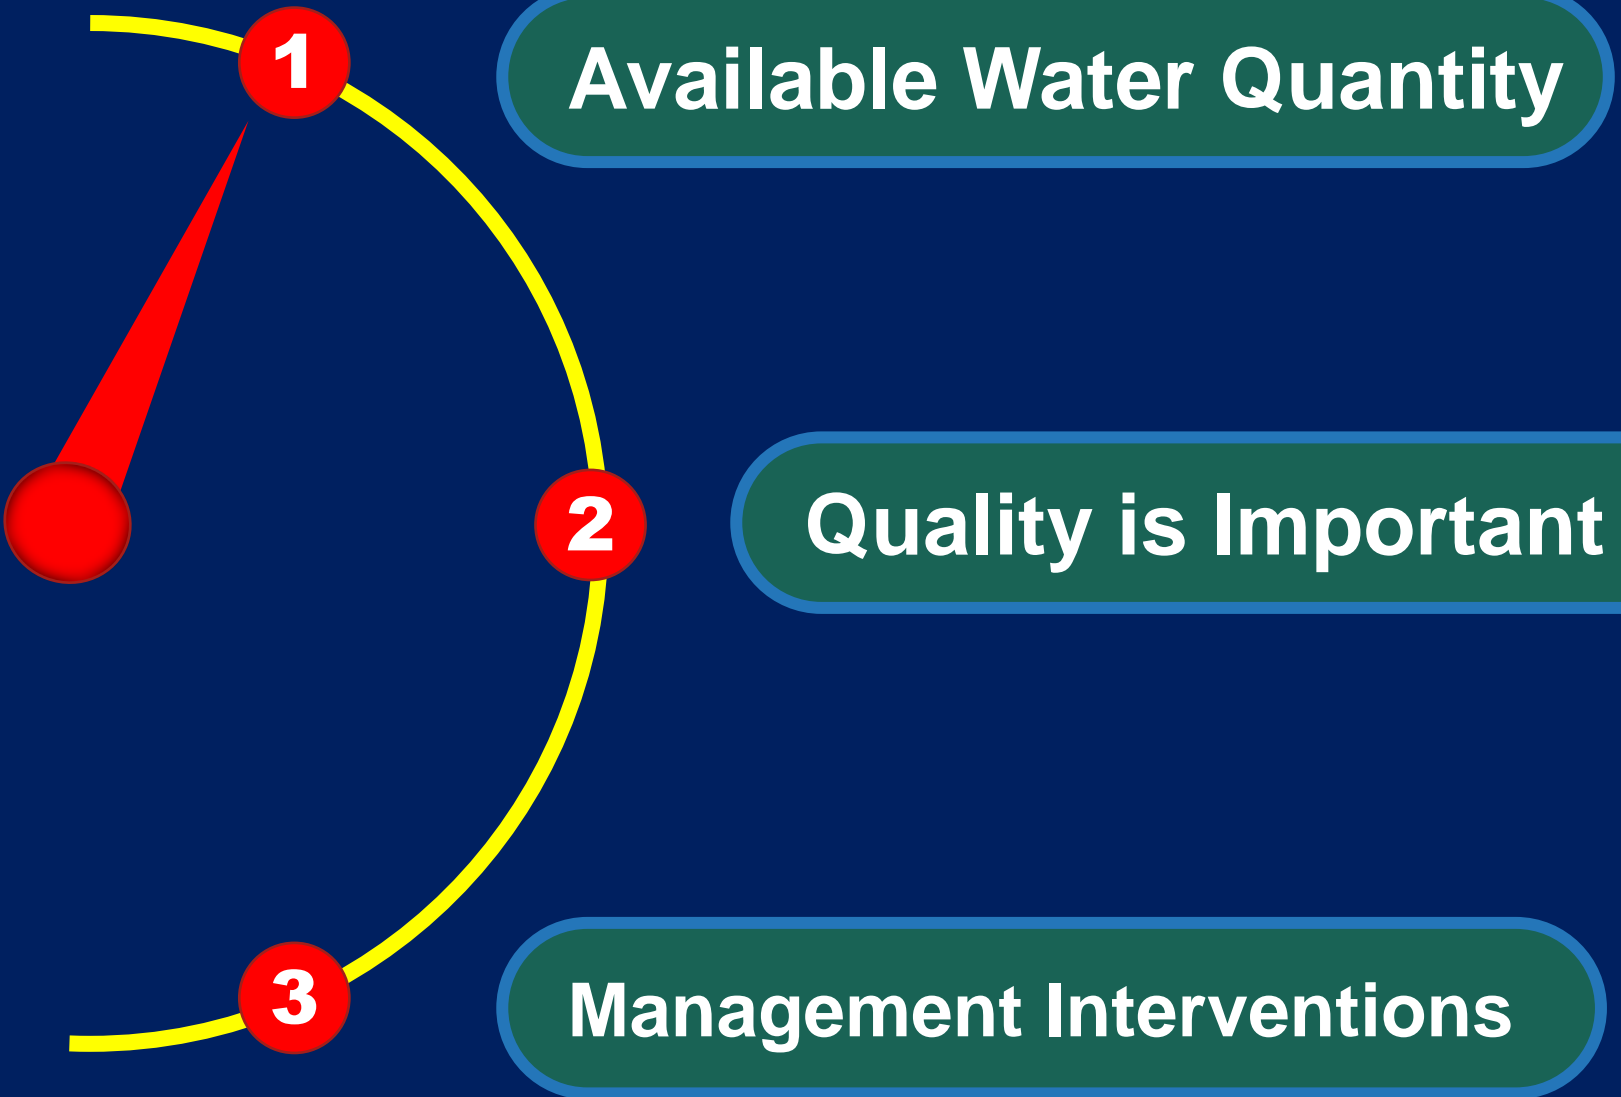 1
Available Water Quantity
2
Quality is Important
3
Management Interventions